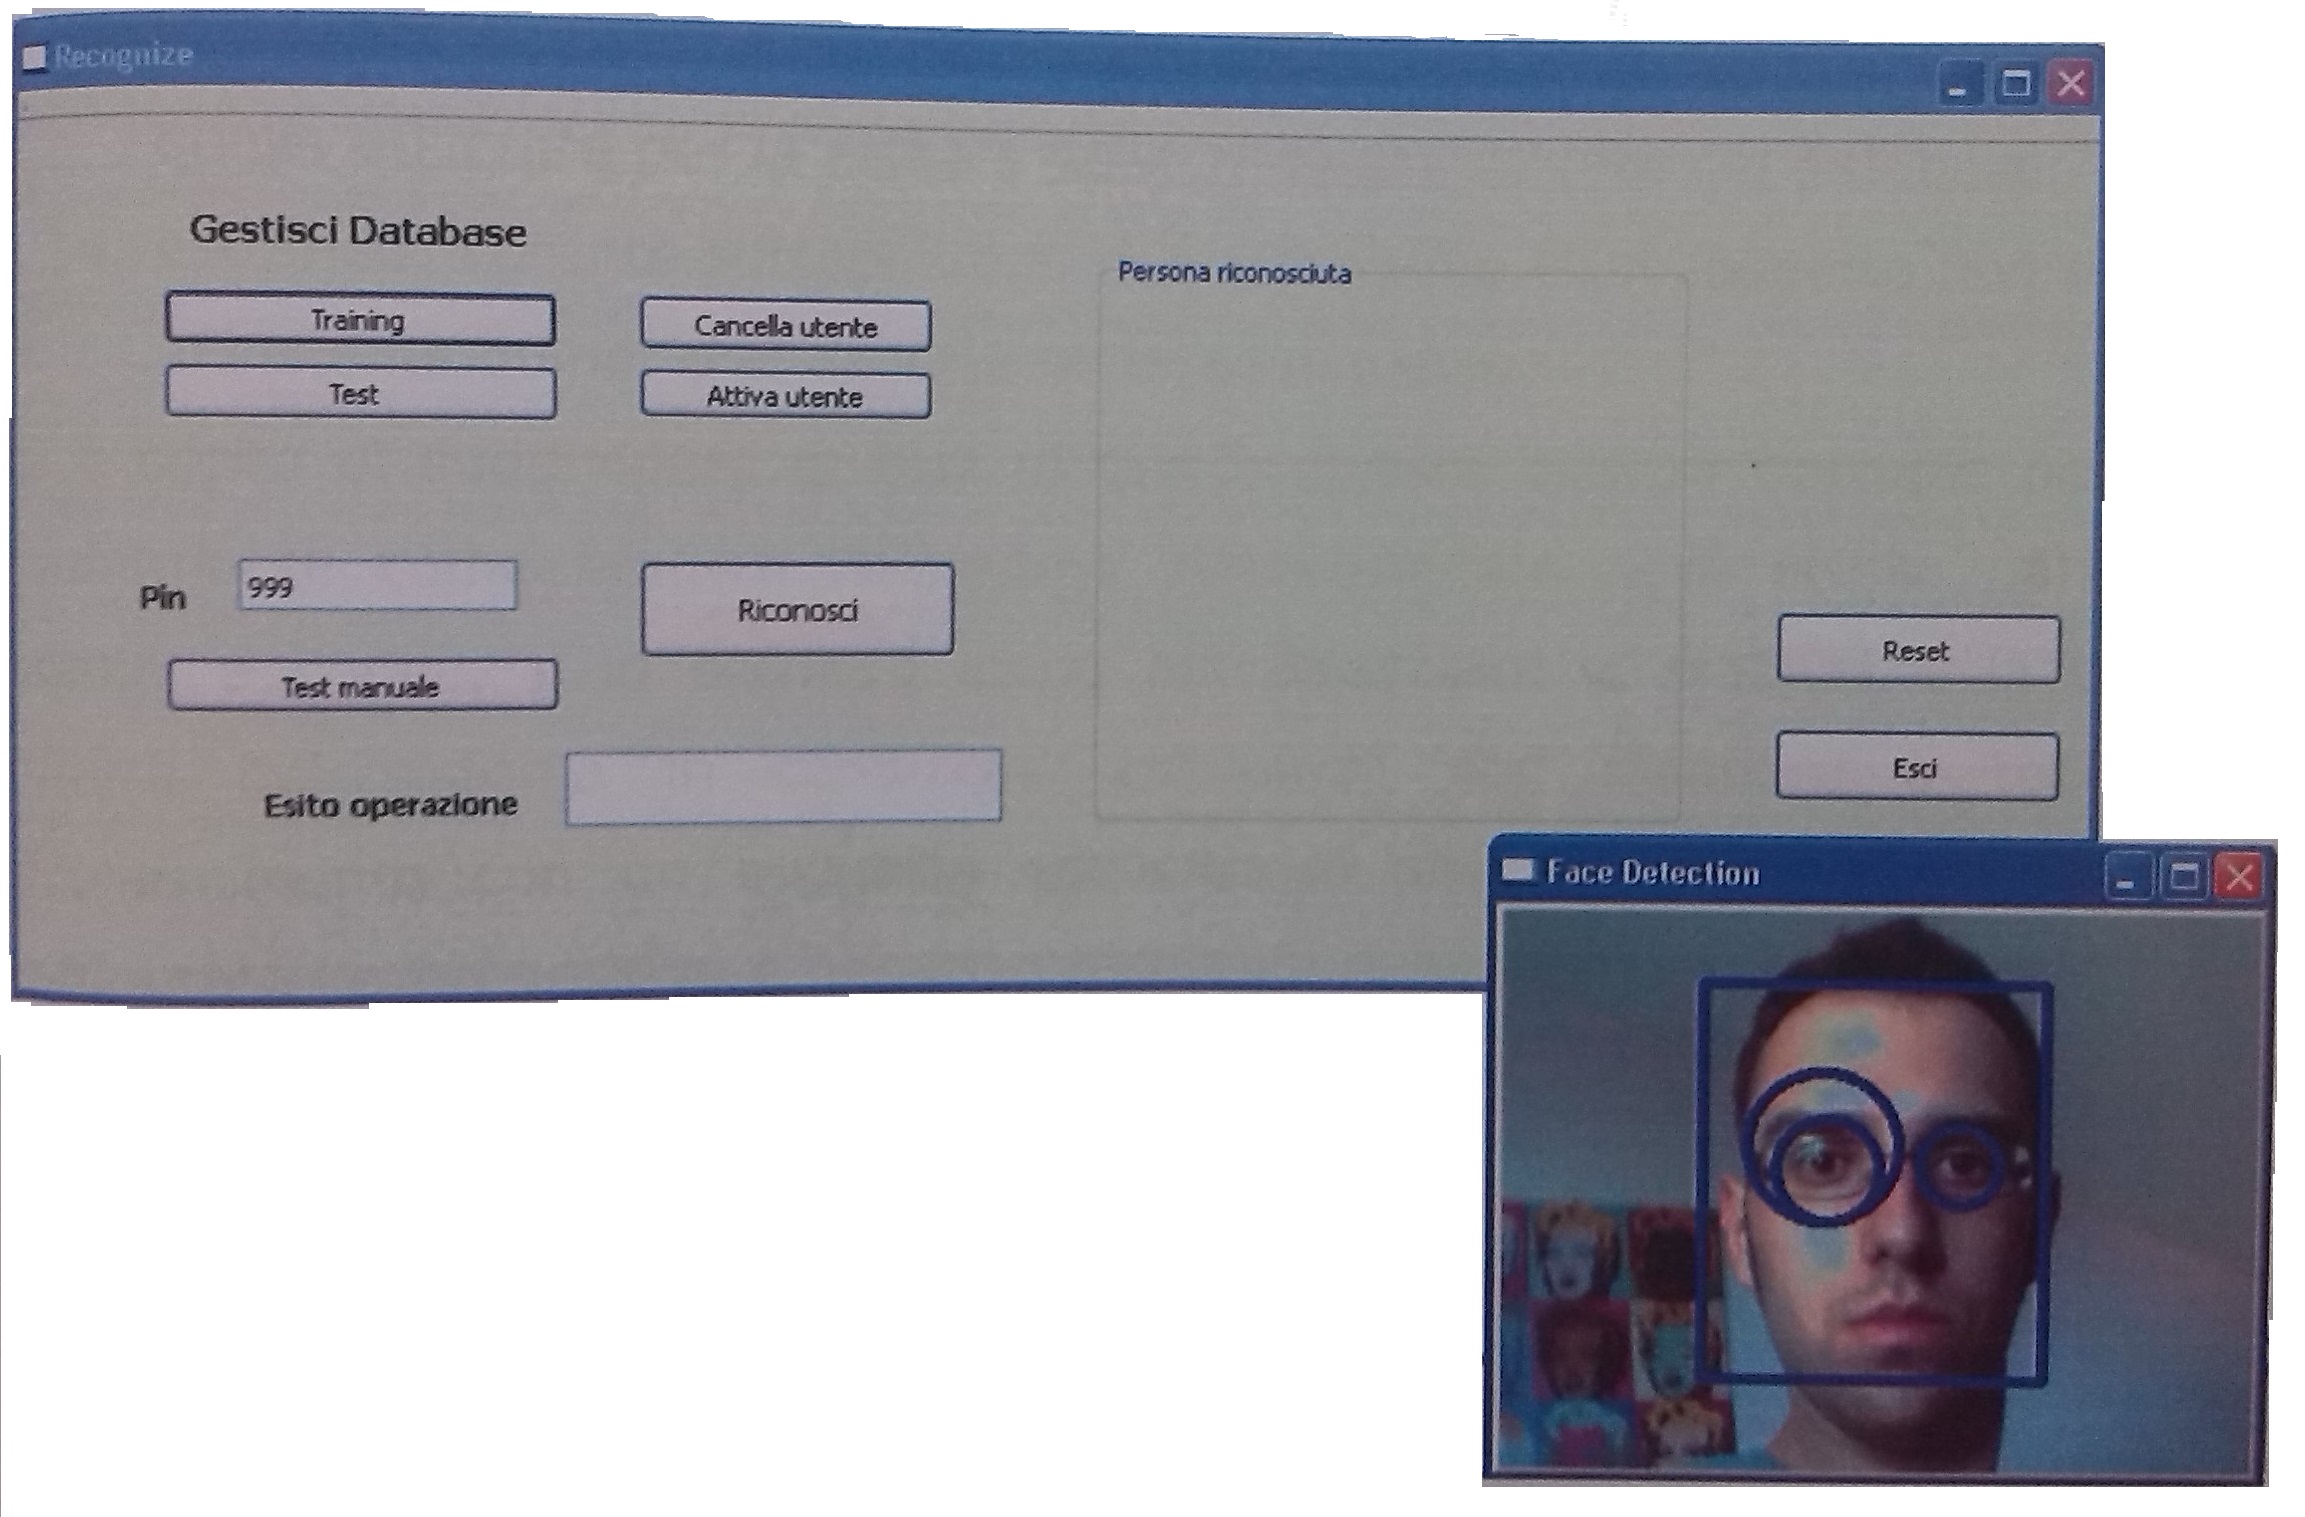 Recognize
Gestisci Database
Training
Cancella utente
Test
Attiva utente
Persona riconosciuta
Pin
999
Riconosci
Test manuale
Esito operazione
Reset
Esci
Face Detection